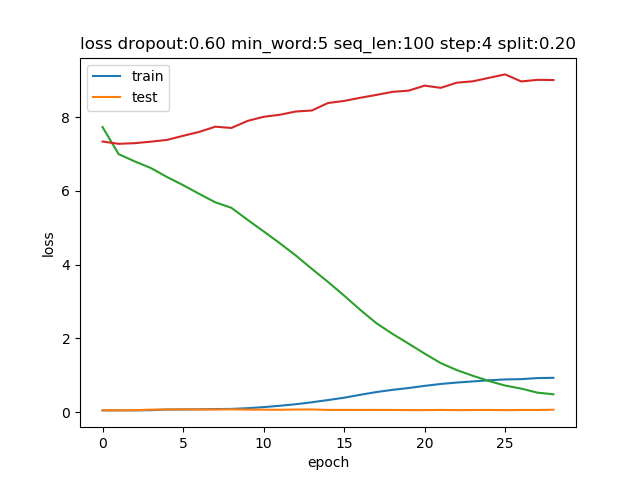 loss dropout:0.60 min_word:5 seq_len:100 step:4 split:0.20
train
test
8
6
4
2
0
loss
0 5 10 15 20 25
epoch